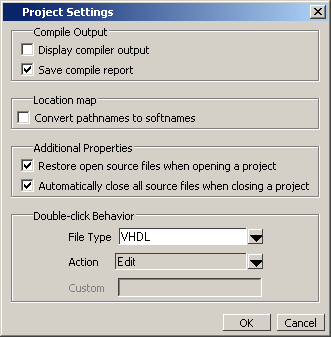 Project Settings
Compile Output
Display compiler output
Save compile report
Location map
Convert pathnames to softnames
Additional Properties
Restore open source files when opening a project
Automatically close all source files when closing a project
Double-click Behavior
File Type VHDL
Action Edit
Custom
OK Cancel